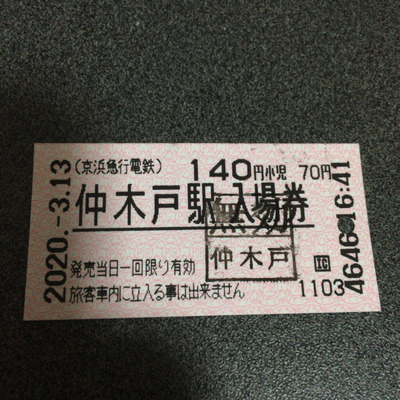 2020.-3.13
(京浜急行電鉄) 140円小児 70円
仲木戸駅 入場券
無効
仲木戸
発売当日一回限り有効
旅客車内に立入る事は出来ません
回
1103
16:41